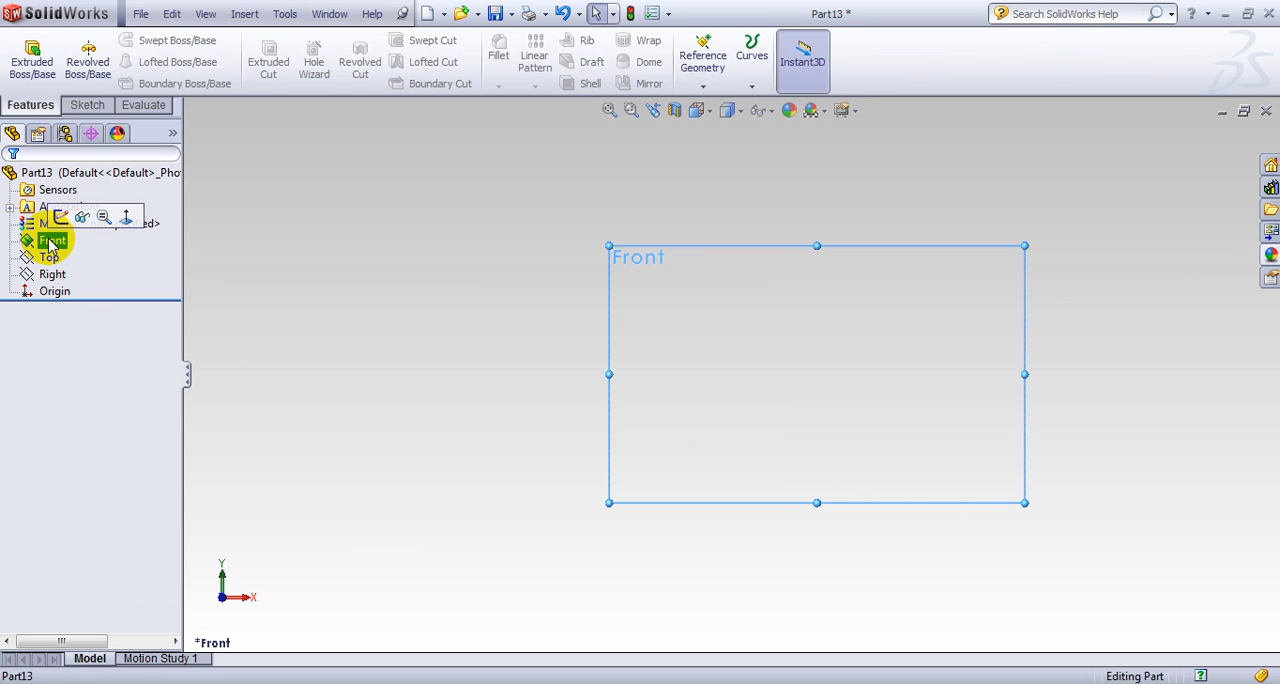 SolidWorks File Edit View Insert Tools Window Help Part13 * Search SolidWorks Help ?
Extruded Boss/Base
Revolved Boss/Base
Swept Boss/Base
Lofted Boss/Base
Boundary Boss/Base
Extruded Cut
Hole Wizard
Revolved Cut
Swept Cut
Lofted Cut
Boundary Cut
Fillet
Linear Pattern
Rib
Draft
Shell
Wrap
Dome
Mirror
Reference Geometry
Curves
Instant3D
Features Sketch Evaluate
Part13 (Default<<Default>_Pho
Sensors
A
Front
Top
Right
Origin
Front
Y
X
*Front
Model Motion Study 1
Part13 Editing Part